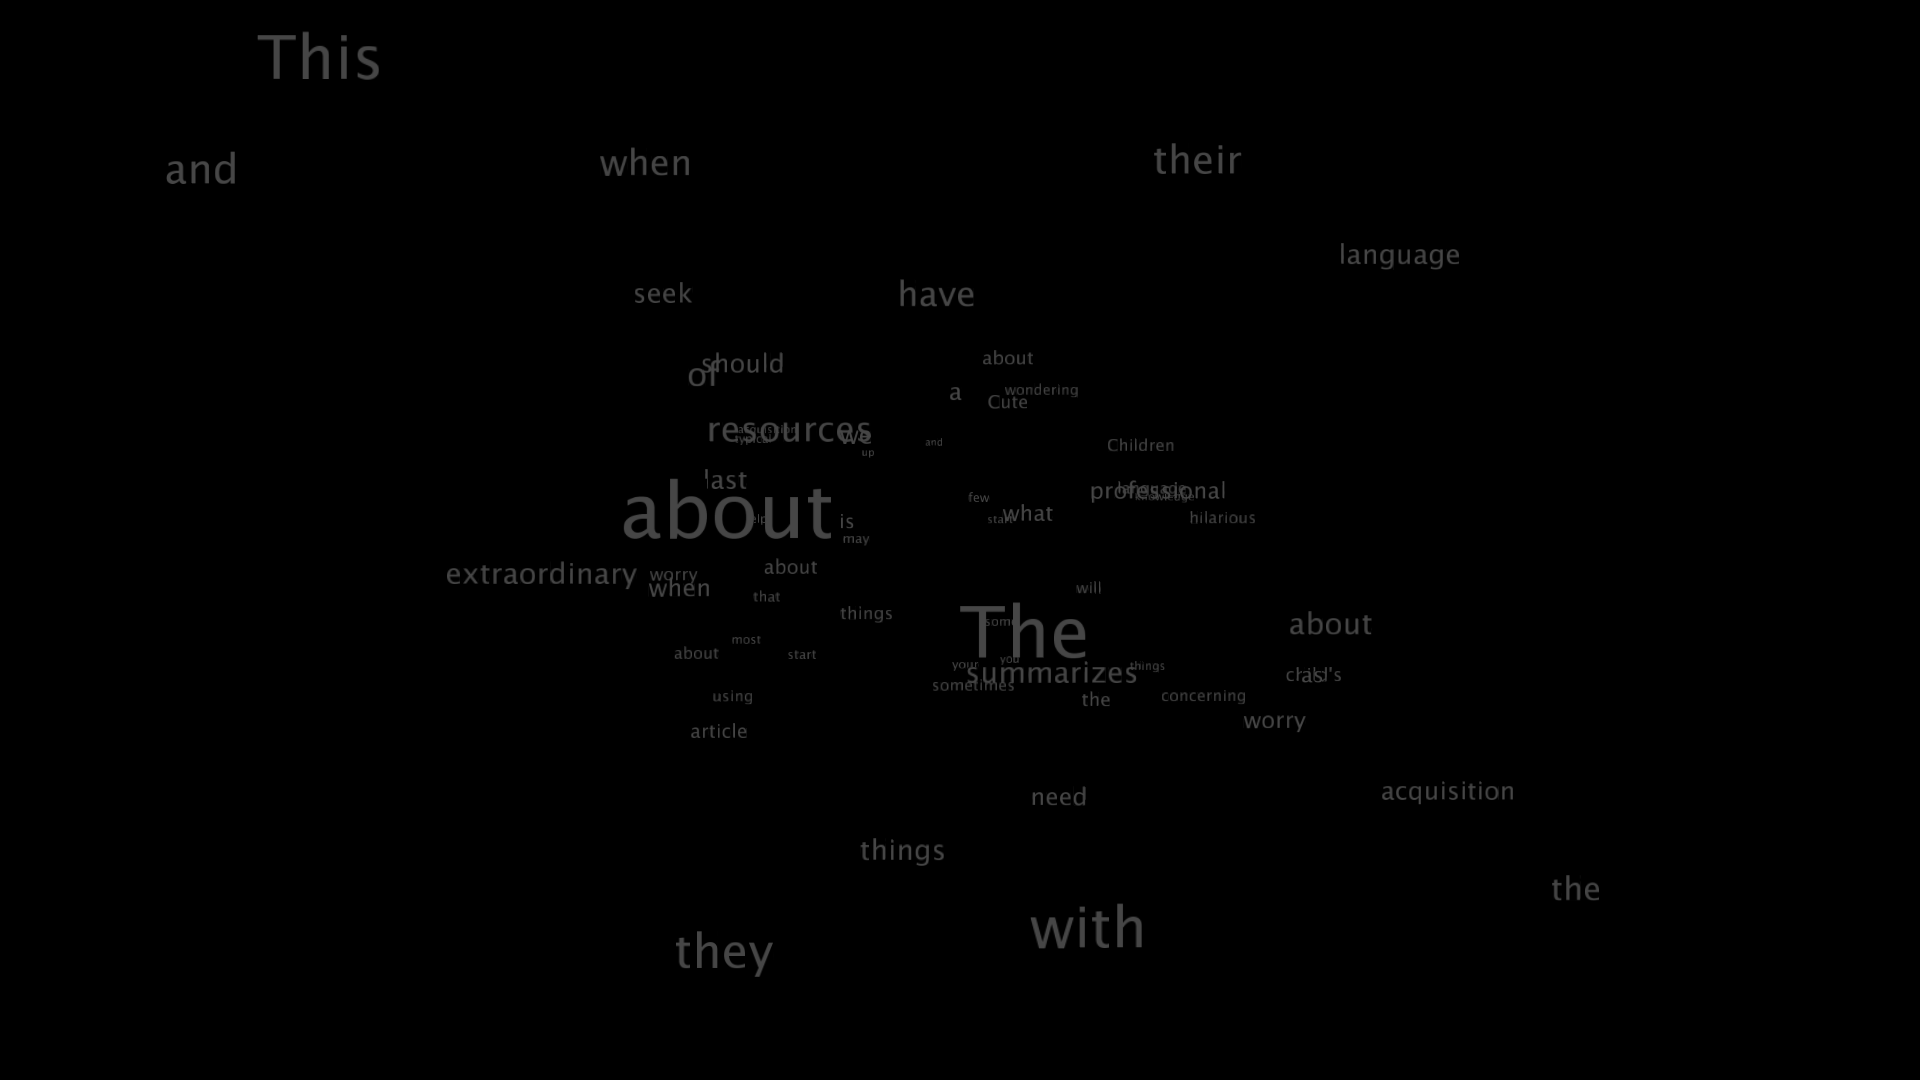 This
and
when
their
language
seek
have
should
about
of
a
wondering
Cute
resources
acquisition
typical
we
and
up
Children
last
professional
language
knowledge
few
about
start
what
is
hilarious
may
extraordinary
worry
about
when
that
will
things
The
some
about
most
about
start
your
you
summarizes
things
child's
as
sometimes
using
the
concerning
worry
article
need
acquisition
things
the
with
they